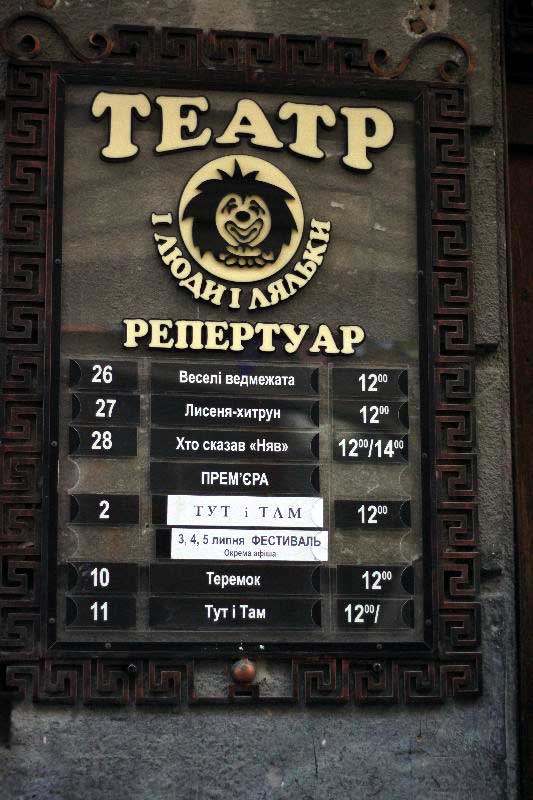 ТЕАТР
І ЛЮДИ І ЛЯЛЬКИ
РЕПЕРТУАР
26 Веселі ведмежата 12⁰⁰
27 Лисеня-хитрун 12⁰⁰
28 Хто сказав «Няв» 12⁰⁰/14⁰⁰
ПРЕМ’ЄРА
2 ТУТ і ТАМ 12⁰⁰
3, 4, 5 липня ФЕСТИВАЛЬ
Окрема афіша
10 Теремок 12⁰⁰
11 Тут і Там 12⁰⁰/